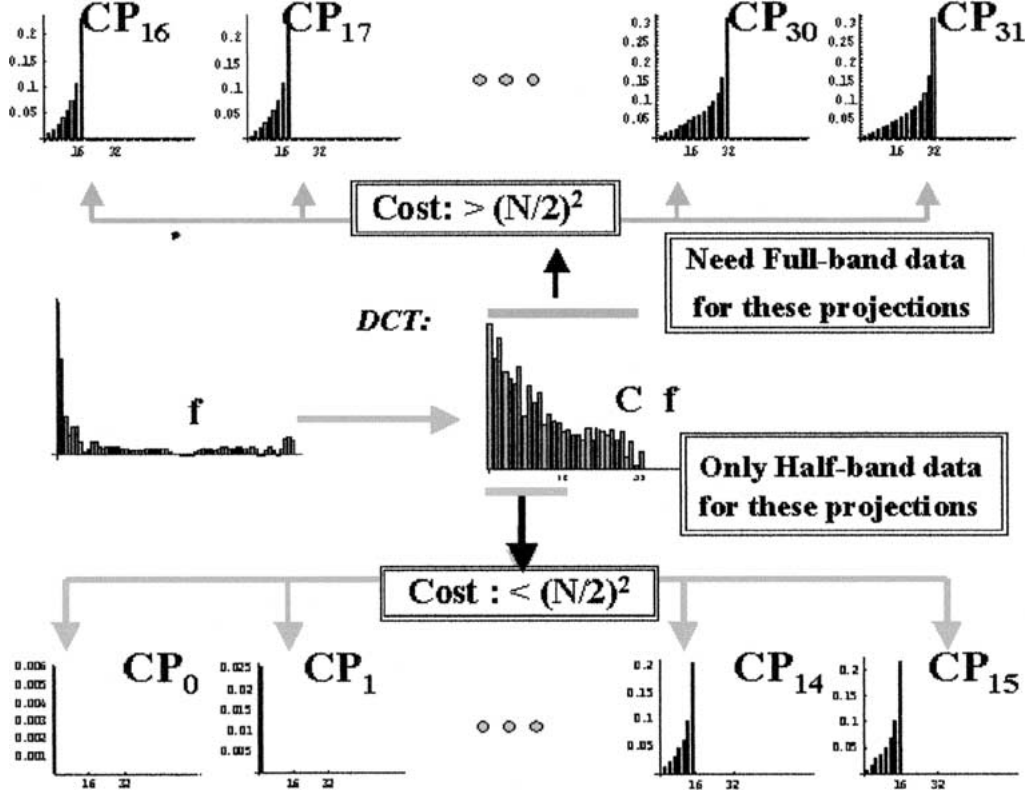 CP16
CP17
CP30
CP31
0.2
0.15
0.1
0.05
16 32
0.2
0.15
0.1
0.05
16 32
0.3
0.25
0.2
0.15
0.1
0.05
16 32
0.3
0.25
0.2
0.15
0.1
0.05
16 32
Cost: > (N/2)2
Need Full-band data
for these projections
DCT:
f
C f
Only Half-band data
for these projections
Cost : < (N/2)2
CP0
CP1
CP14
CP15
0.006
0.005
0.004
0.003
0.002
0.001
16 32
0.025
0.02
0.015
0.01
0.005
16 32
0.2
0.15
0.1
0.05
16 32
0.2
0.15
0.1
0.05
16 32